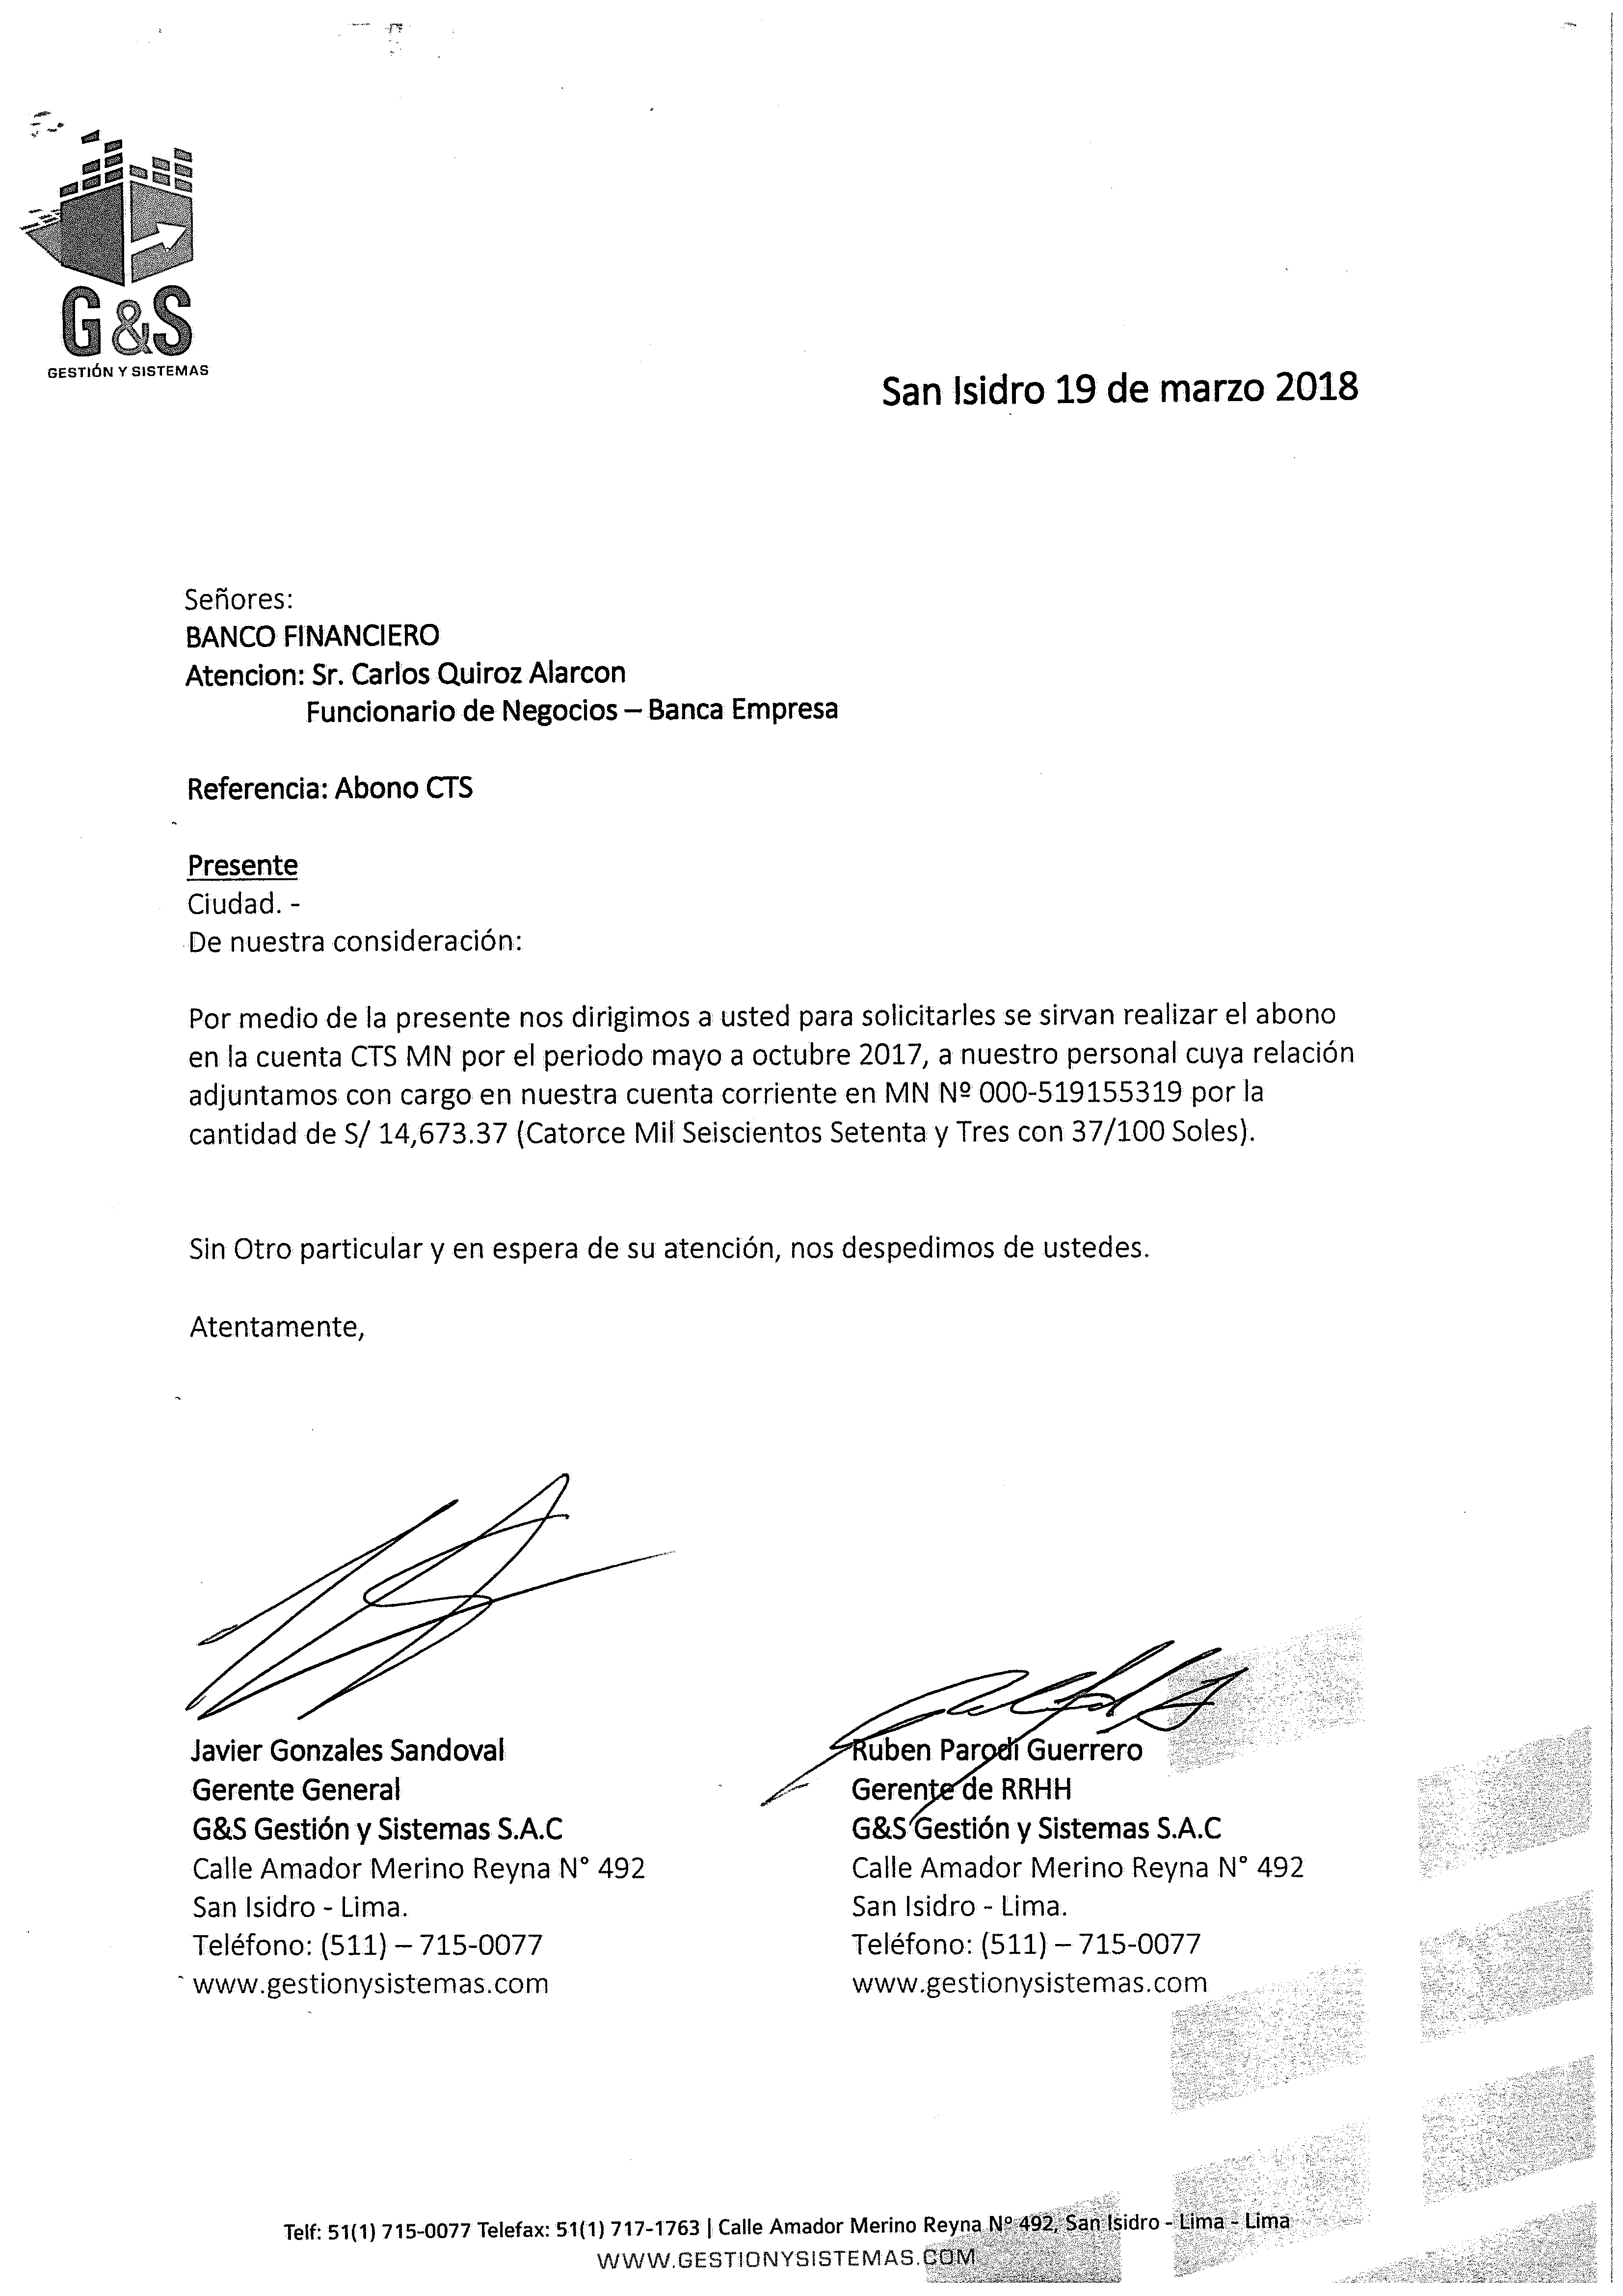 G&S
GESTIÓN Y SISTEMAS
San Isidro 19 de marzo 2018
Señores:
BANCO FINANCIERO
Atencion: Sr. Carlos Quiroz Alarcon
Funcionario de Negocios – Banca Empresa
Referencia: Abono CTS
Presente
Ciudad. -
De nuestra consideración:
Por medio de la presente nos dirigimos a usted para solicitarles se sirvan realizar el abono
en la cuenta CTS MN por el periodo mayo a octubre 2017, a nuestro personal cuya relación
adjuntamos con cargo en nuestra cuenta corriente en MN Nº 000-519155319 por la
cantidad de S/ 14,673.37 (Catorce Mil Seiscientos Setenta y Tres con 37/100 Soles).
Sin Otro particular y en espera de su atención, nos despedimos de ustedes.
Atentamente,
Javier Gonzales Sandoval
Gerente General
G&S Gestión y Sistemas S.A.C
Calle Amador Merino Reyna N° 492
San Isidro - Lima.
Teléfono: (511) – 715-0077
www.gestionysistemas.com
Ruben Parodi Guerrero
Gerente de RRHH
G&S Gestión y Sistemas S.A.C
Calle Amador Merino Reyna N° 492
San Isidro - Lima.
Teléfono: (511) – 715-0077
www.gestionysistemas.com
Telf: 51(1) 715-0077 Telefax: 51(1) 717-1763 | Calle Amador Merino Reyna Nº 492, San Isidro - Lima - Lima
WWW.GESTIONYSISTEMAS.COM